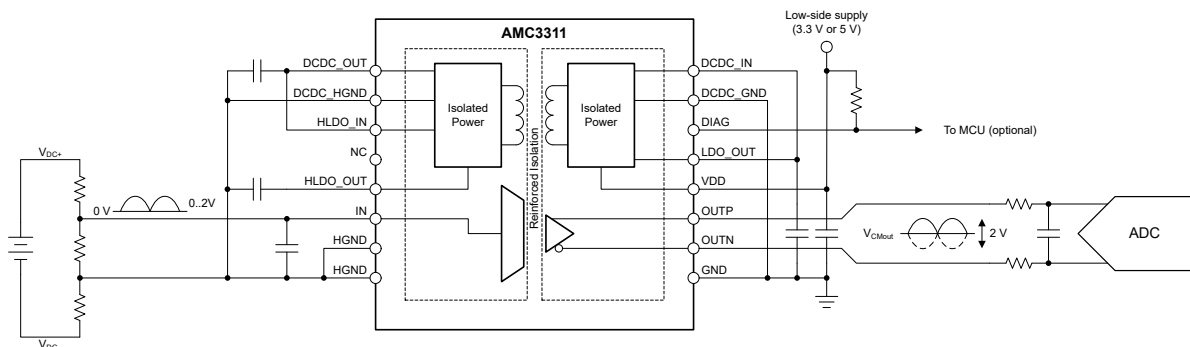 Low-side supply
(3.3 V or 5 V)
AMC3311
DCDC_OUT
DCDC_HGND
HLDO_IN
NC
HLDO_OUT
IN
HGND
HGND
Isolated
Power
Reinforced Isolation
Isolated
Power
DCDC_IN
DCDC_GND
DIAG
LDO_OUT
VDD
OUTP
OUTN
GND
To MCU (optional)
VDC+
0 V
0..2V
VDC-
VCMout
2 V
ADC